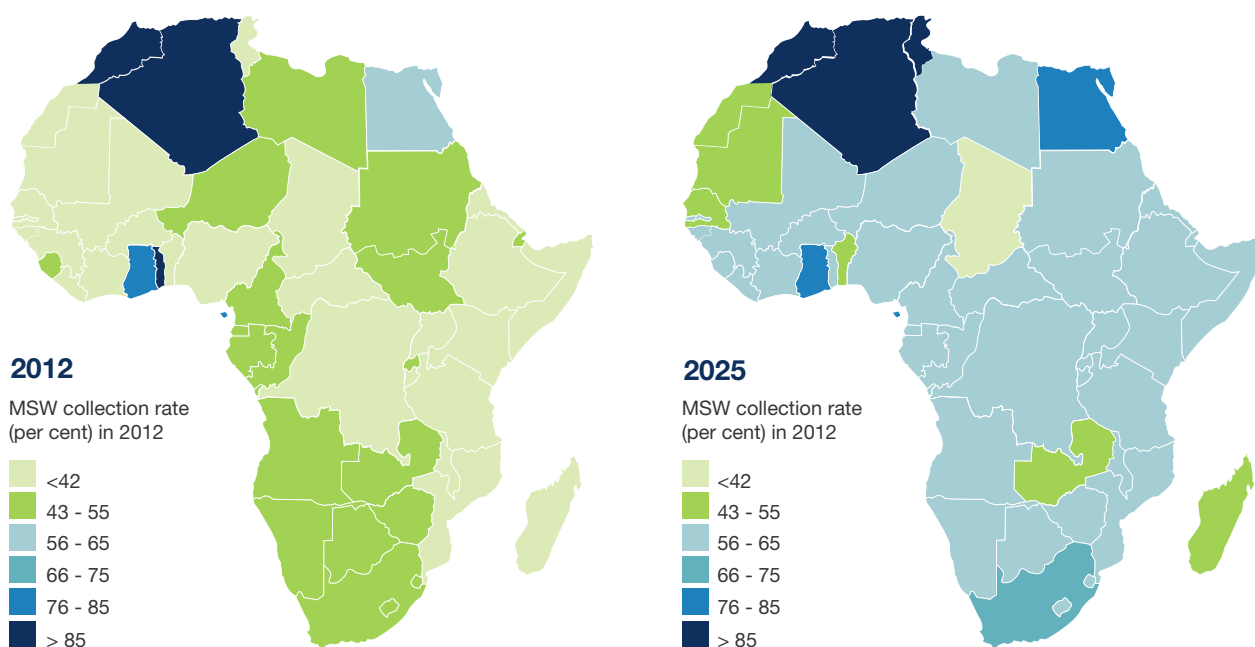 2012
MSW collection rate
(per cent) in 2012
<42
43 - 55
56 - 65
66 - 75
76 - 85
> 85
2025
MSW collection rate
(per cent) in 2012
<42
43 - 55
56 - 65
66 - 75
76 - 85
> 85